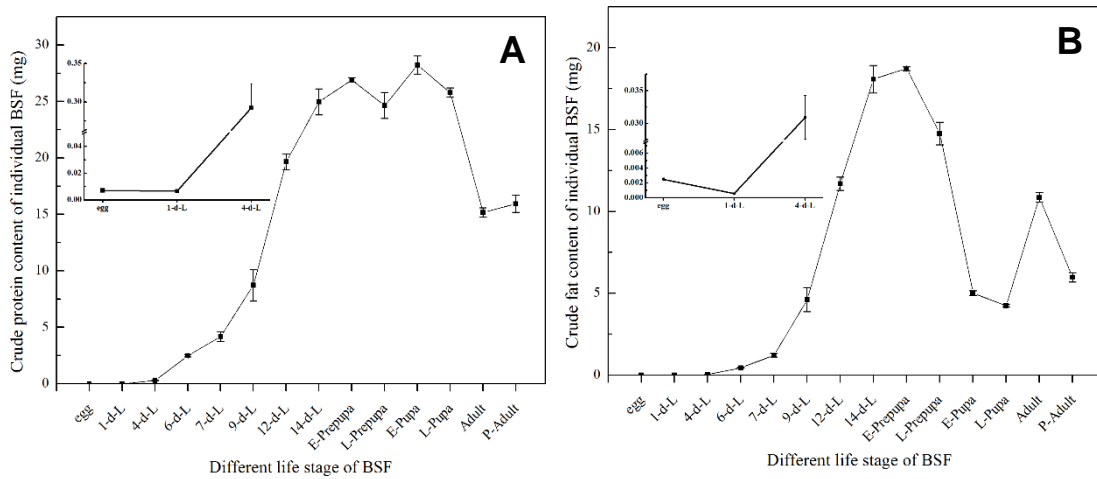 A
Crude protein content of individual BSF (mg)
30
25
20
15
10
5
0
0.35
0.30
0.01
0.00
egg
1-d-L
4-d-L
egg
1-d-L
4-d-L
6-d-L
7-d-L
9-d-L
12-d-L
14-d-L
E-Prepupa
L-Prepupa
E-Pupa
L-Pupa
Adult
P-Adult
Different life stage of BSF
B
Crude fat content of individual BSF (mg)
20
15
10
5
0
0.035
0.030
0.006
0.004
0.002
0.000
egg
1-d-L
4-d-L
egg
1-d-L
4-d-L
6-d-L
7-d-L
9-d-L
12-d-L
14-d-L
E-Prepupa
L-Prepupa
E-Pupa
L-Pupa
Adult
P-Adult
Different life stage of BSF